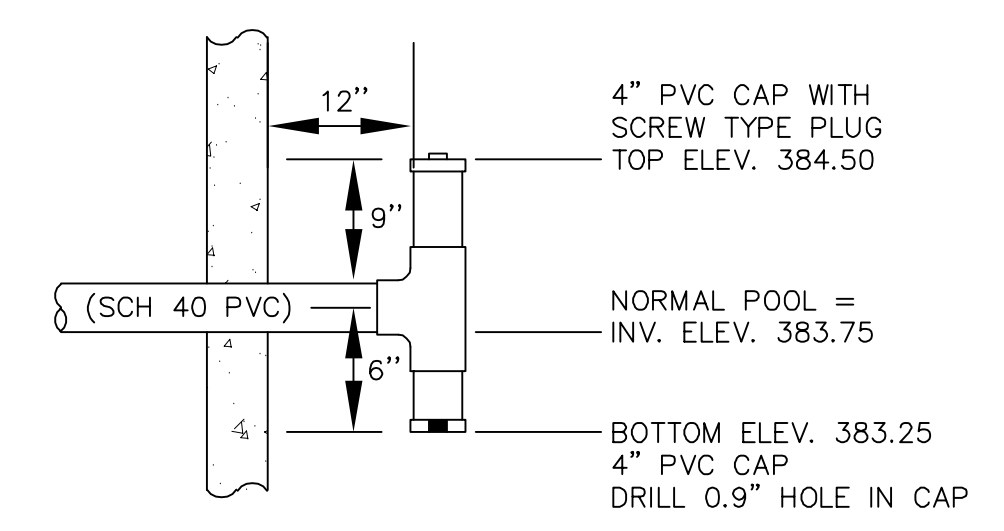 12"
4" PVC CAP WITH
SCREW TYPE PLUG
TOP ELEV. 384.50
9"
(SCH 40 PVC)
NORMAL POOL =
INV. ELEV. 383.75
6"
BOTTOM ELEV. 383.25
4" PVC CAP
DRILL 0.9" HOLE IN CAP